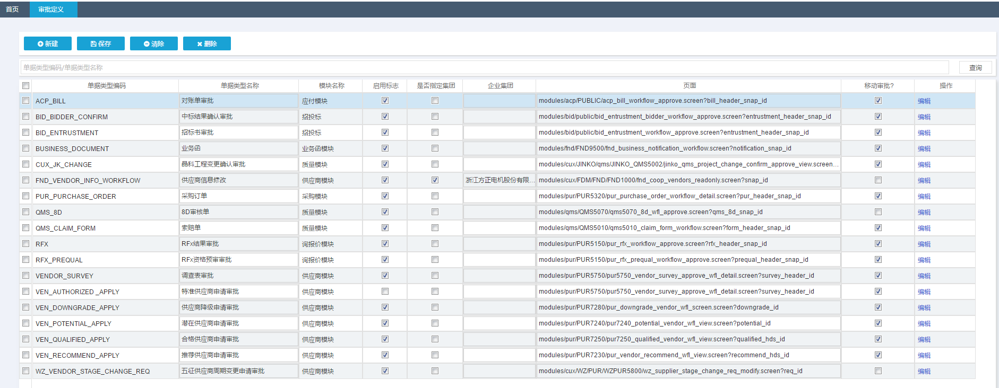 首页 审批定义
新建 保存 清除 删除
单据类型编码/单据类型名称 查询
单据类型编码 单据类型名称 模块名称 启用标志 是否指定集团 企业集团 页面 移动审批? 操作
ACP_BILL 对账单审批 应付模块 modules/acp/PUBLIC/acp_bill_workflow_approve.screen?bill_header_snap_id 编辑
BID_BIDDER_CONFIRM 中标结果确认审批 招投标 modules/bid/public/bid_entrustment_bidder_workflow_approve.screen?entrustment_header_snap_id 编辑
BID_ENTRUSTMENT 招标书审批 招投标 modules/bid/public/bid_entrustment_workflow_approve.screen?entrustment_header_snap_id 编辑
BUSINESS_DOCUMENT 业务函 业务函模块 modules/fnd/FND9500/fnd_business_notification_workflow.screen?notification_snap_id 编辑
CUX_JK_CHANGE 晶科工程变更确认审批 质量模块 modules/cux/JINKO/qms/JINKO_QMS5002/jinko_qms_project_change_confirm_approve_view.screen... 编辑
FND_VENDOR_INFO_WORKFLOW 供应商信息修改 供应商模块 浙江方正电机股份有限... modules/cux/FDM/FND/FND1000/fnd_coop_vendors_readonly.screen?snap_id 编辑
PUR_PURCHASE_ORDER 采购订单 采购模块 modules/pur/PUR5320/pur_purchase_order_workflow_detail.screen?pur_header_snap_id 编辑
QMS_8D 8D审核单 质量模块 modules/qms/QMS5070/qms5070_8d_wfl_approve.screen?qms_8d_snap_id 编辑
QMS_CLAIM_FORM 索赔单 质量模块 modules/qms/QMS5010/qms5010_claim_form_workflow.screen?form_header_snap_id 编辑
RFX RFx结果审批 询报价模块 modules/pur/PUR5150/pur_rfx_workflow_approve.screen?rfx_header_snap_id 编辑
RFX_PREQUAL RFx资格预审审批 询报价模块 modules/pur/PUR5150/pur_rfx_prequal_workflow_approve.screen?prequal_header_snap_id 编辑
VENDOR_SURVEY 调查表审批 供应商模块 modules/pur/PUR5750/pur5750_vendor_survey_approve_wfl_detail.screen?survey_header_id 编辑
VEN_AUTHORIZED _APPLY 特准供应商申请审批 供应商模块 modules/pur/PUR5750/pur5750_vendor_survey_approve_wfl_detail.screen?survey_header_id 编辑
VEN_DOWNGRADE_APPLY 供应商降级申请审批 供应商模块 modules/pur/PUR7280/pur_downgrade_vendor_wfl_screen.screen?downgrade_id 编辑
VEN_POTENTIAL_APPLY 潜在供应商申请审批 供应商模块 modules/pur/PUR7240/pur7240_potential_vendor_wfl_view.screen?potential_id 编辑
VEN_QUALIFIED_APPLY 合格供应商申请审批 供应商模块 modules/pur/PUR7250/pur7250_qualified_vendor_wfl_view.screen?qualified_hds_id 编辑
VEN_RECOMMEND_APPLY 推荐供应商申请审批 供应商模块 modules/pur/PUR7230/pur_vendor_recommend_wfl_view.screen?recommend_hds_id 编辑
WZ_VENDOR_STAGE_CHANGE_REQ 五征供应商周期变更申请审批 供应商模块 modules/cux/WZ/PUR/WZPUR5800/wz_supplier_stage_change_req_modify.screen?req_id 编辑